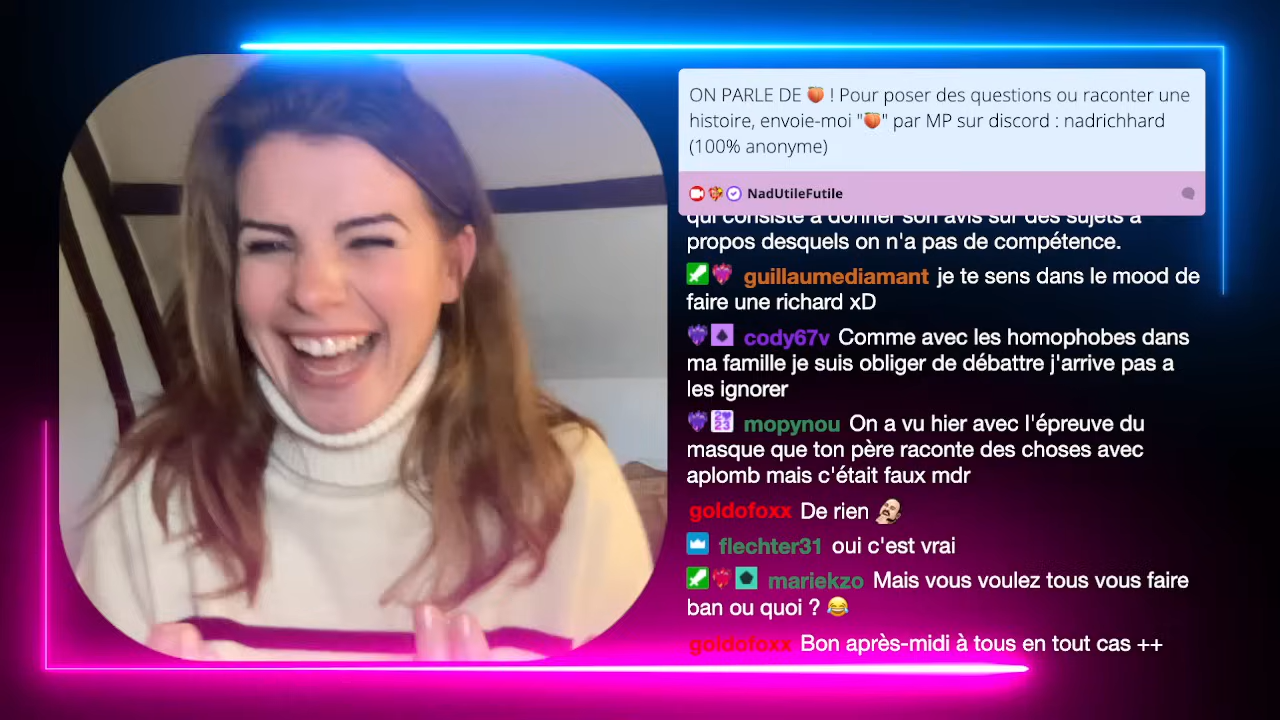 ON PARLE DE 🍑 ! Pour poser des questions ou raconter une
histoire, envoie-moi "🍑" par MP sur discord : nadrichhard
(100% anonyme)
NadUtileFutile
qui consiste à donner son avis sur des sujets à
propos desquels on n'a pas de compétence.
guillaumediamant je te sens dans le mood de
faire une richard xD
cody67v Comme avec les homophobes dans
ma famille je suis obliger de débattre j'arrive pas a
les ignorer
mopynou On a vu hier avec l'épreuve du
masque que ton père raconte des choses avec
aplomb mais c'était faux mdr
goldofoxx De rien
flechter31 oui c'est vrai
mariekzo Mais vous voulez tous vous faire
ban ou quoi ? 😂
goldofoxx Bon après-midi à tous en tout cas ++